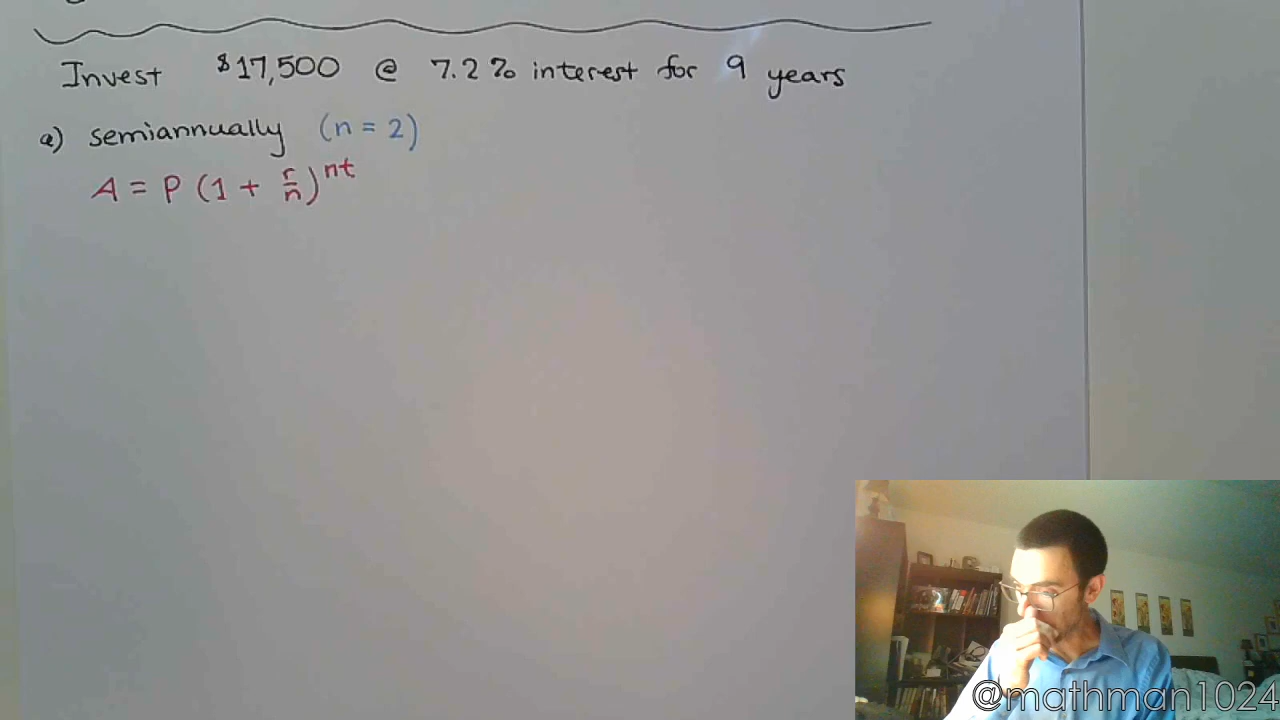 Invest $17,500 @ 7.2% interest for 9 years
a) semiannually (n = 2)
A = P (1 + r/n)^nt
@mathman1024